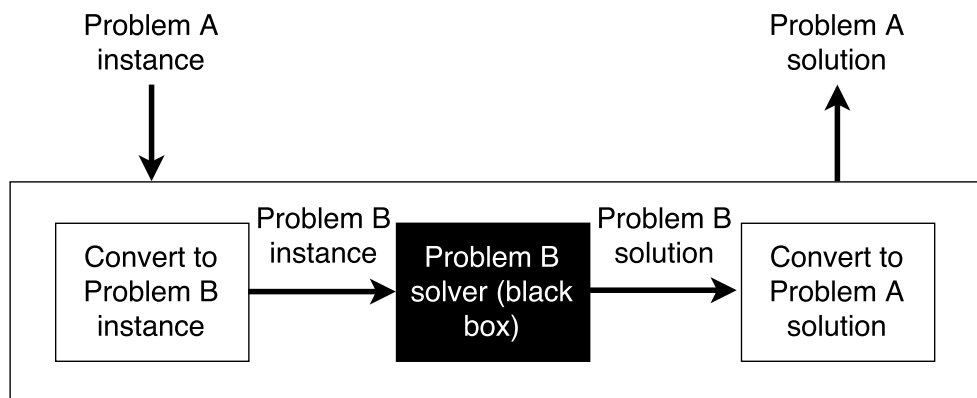 Problem A
instance
Problem A
solution
Convert to
Problem B
instance
Problem B
instance
Problem B
solver (black
box)
Problem B
solution
Convert to
Problem A
solution